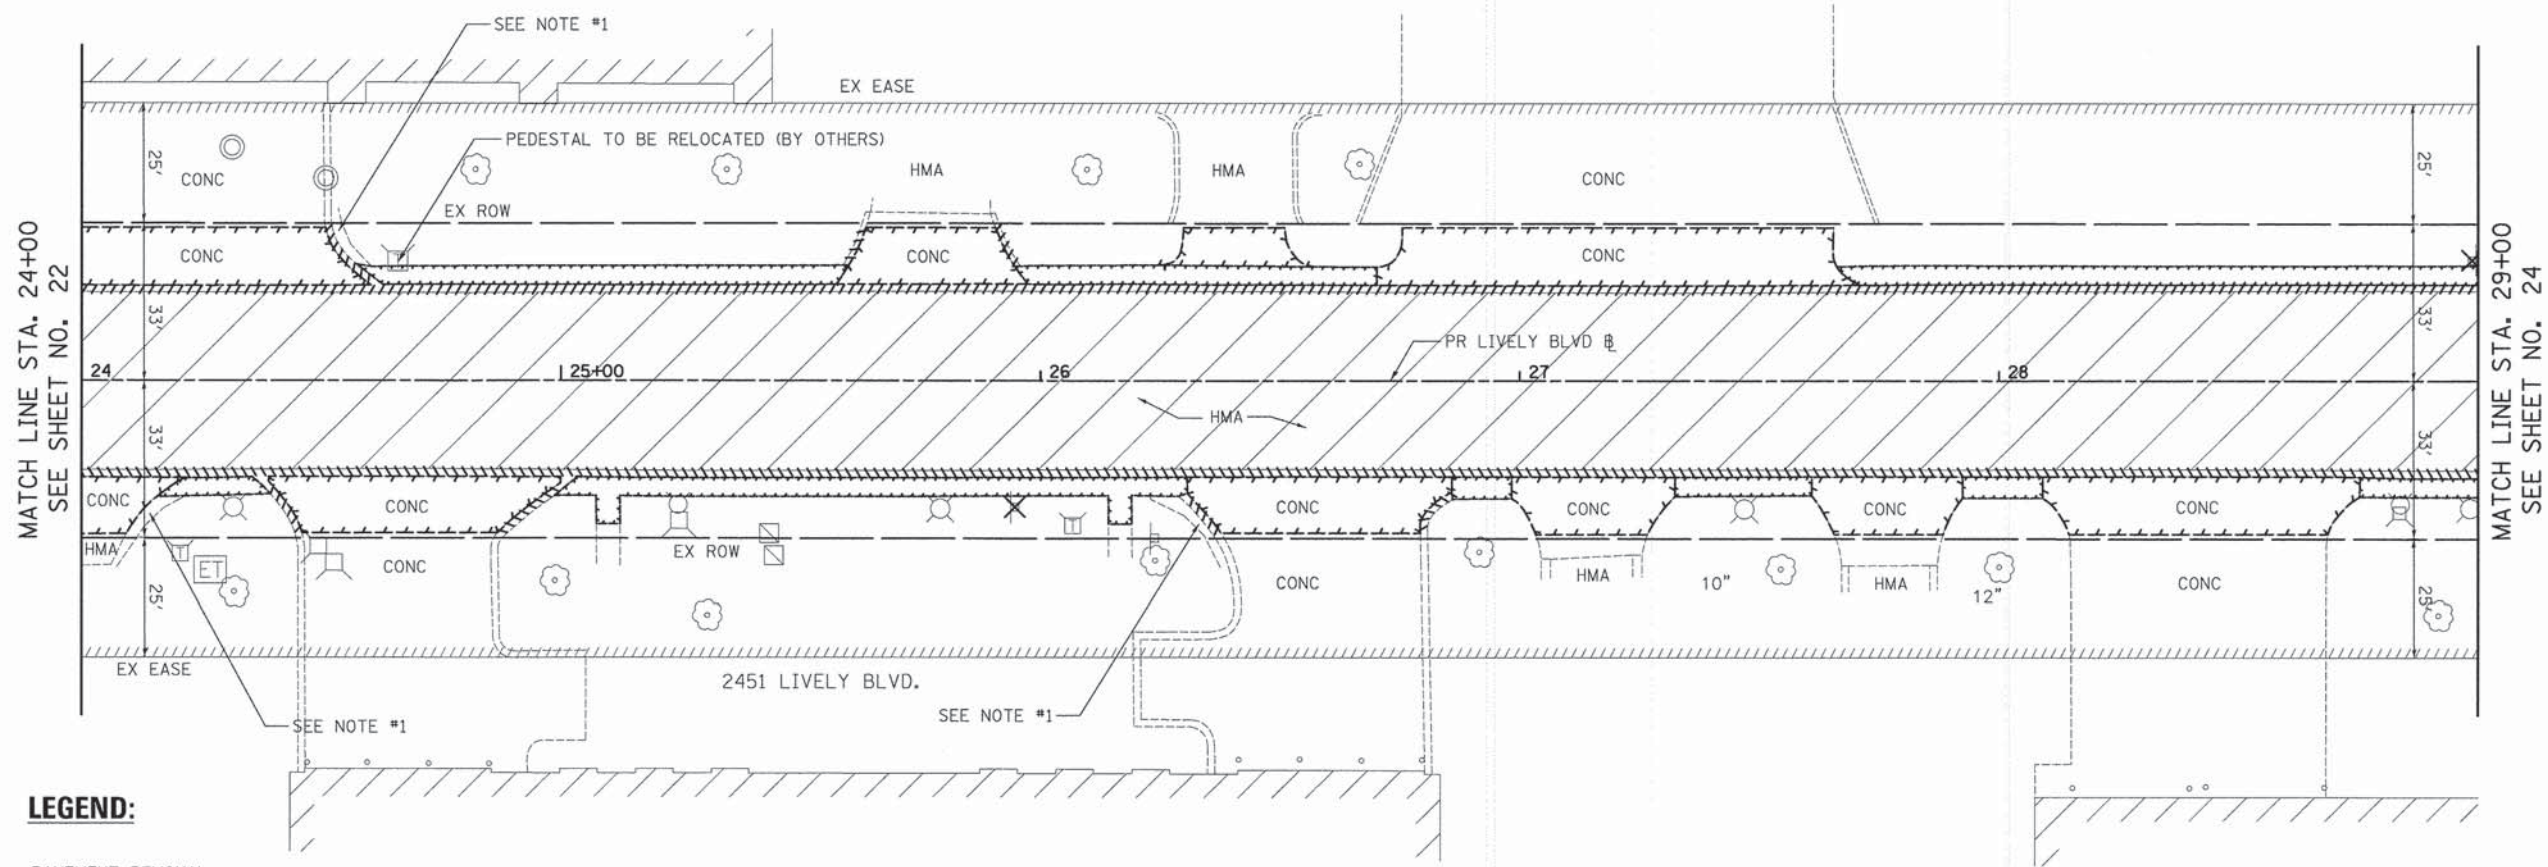 SEE NOTE #1
EX EASE
PEDESTAL TO BE RELOCATED (BY OTHERS)
25'
CONC
HMA
HMA
CONC
25'
EX ROW
MATCH LINE STA. 24+00
SEE SHEET NO. 22
CONC
CONC
CONC
MATCH LINE STA. 29+00
SEE SHEET NO. 24
33'
33'
PR LIVELY BLVD ⅊
24
25+00
26
27
28
HMA
33'
33'
CONC
CONC
CONC
CONC
CONC
CONC
HMA
ET
CONC
EX ROW
CONC
HMA
10"
HMA
12"
CONC
25'
25'
EX EASE
2451 LIVELY BLVD.
SEE NOTE #1
SEE NOTE #1
LEGEND: